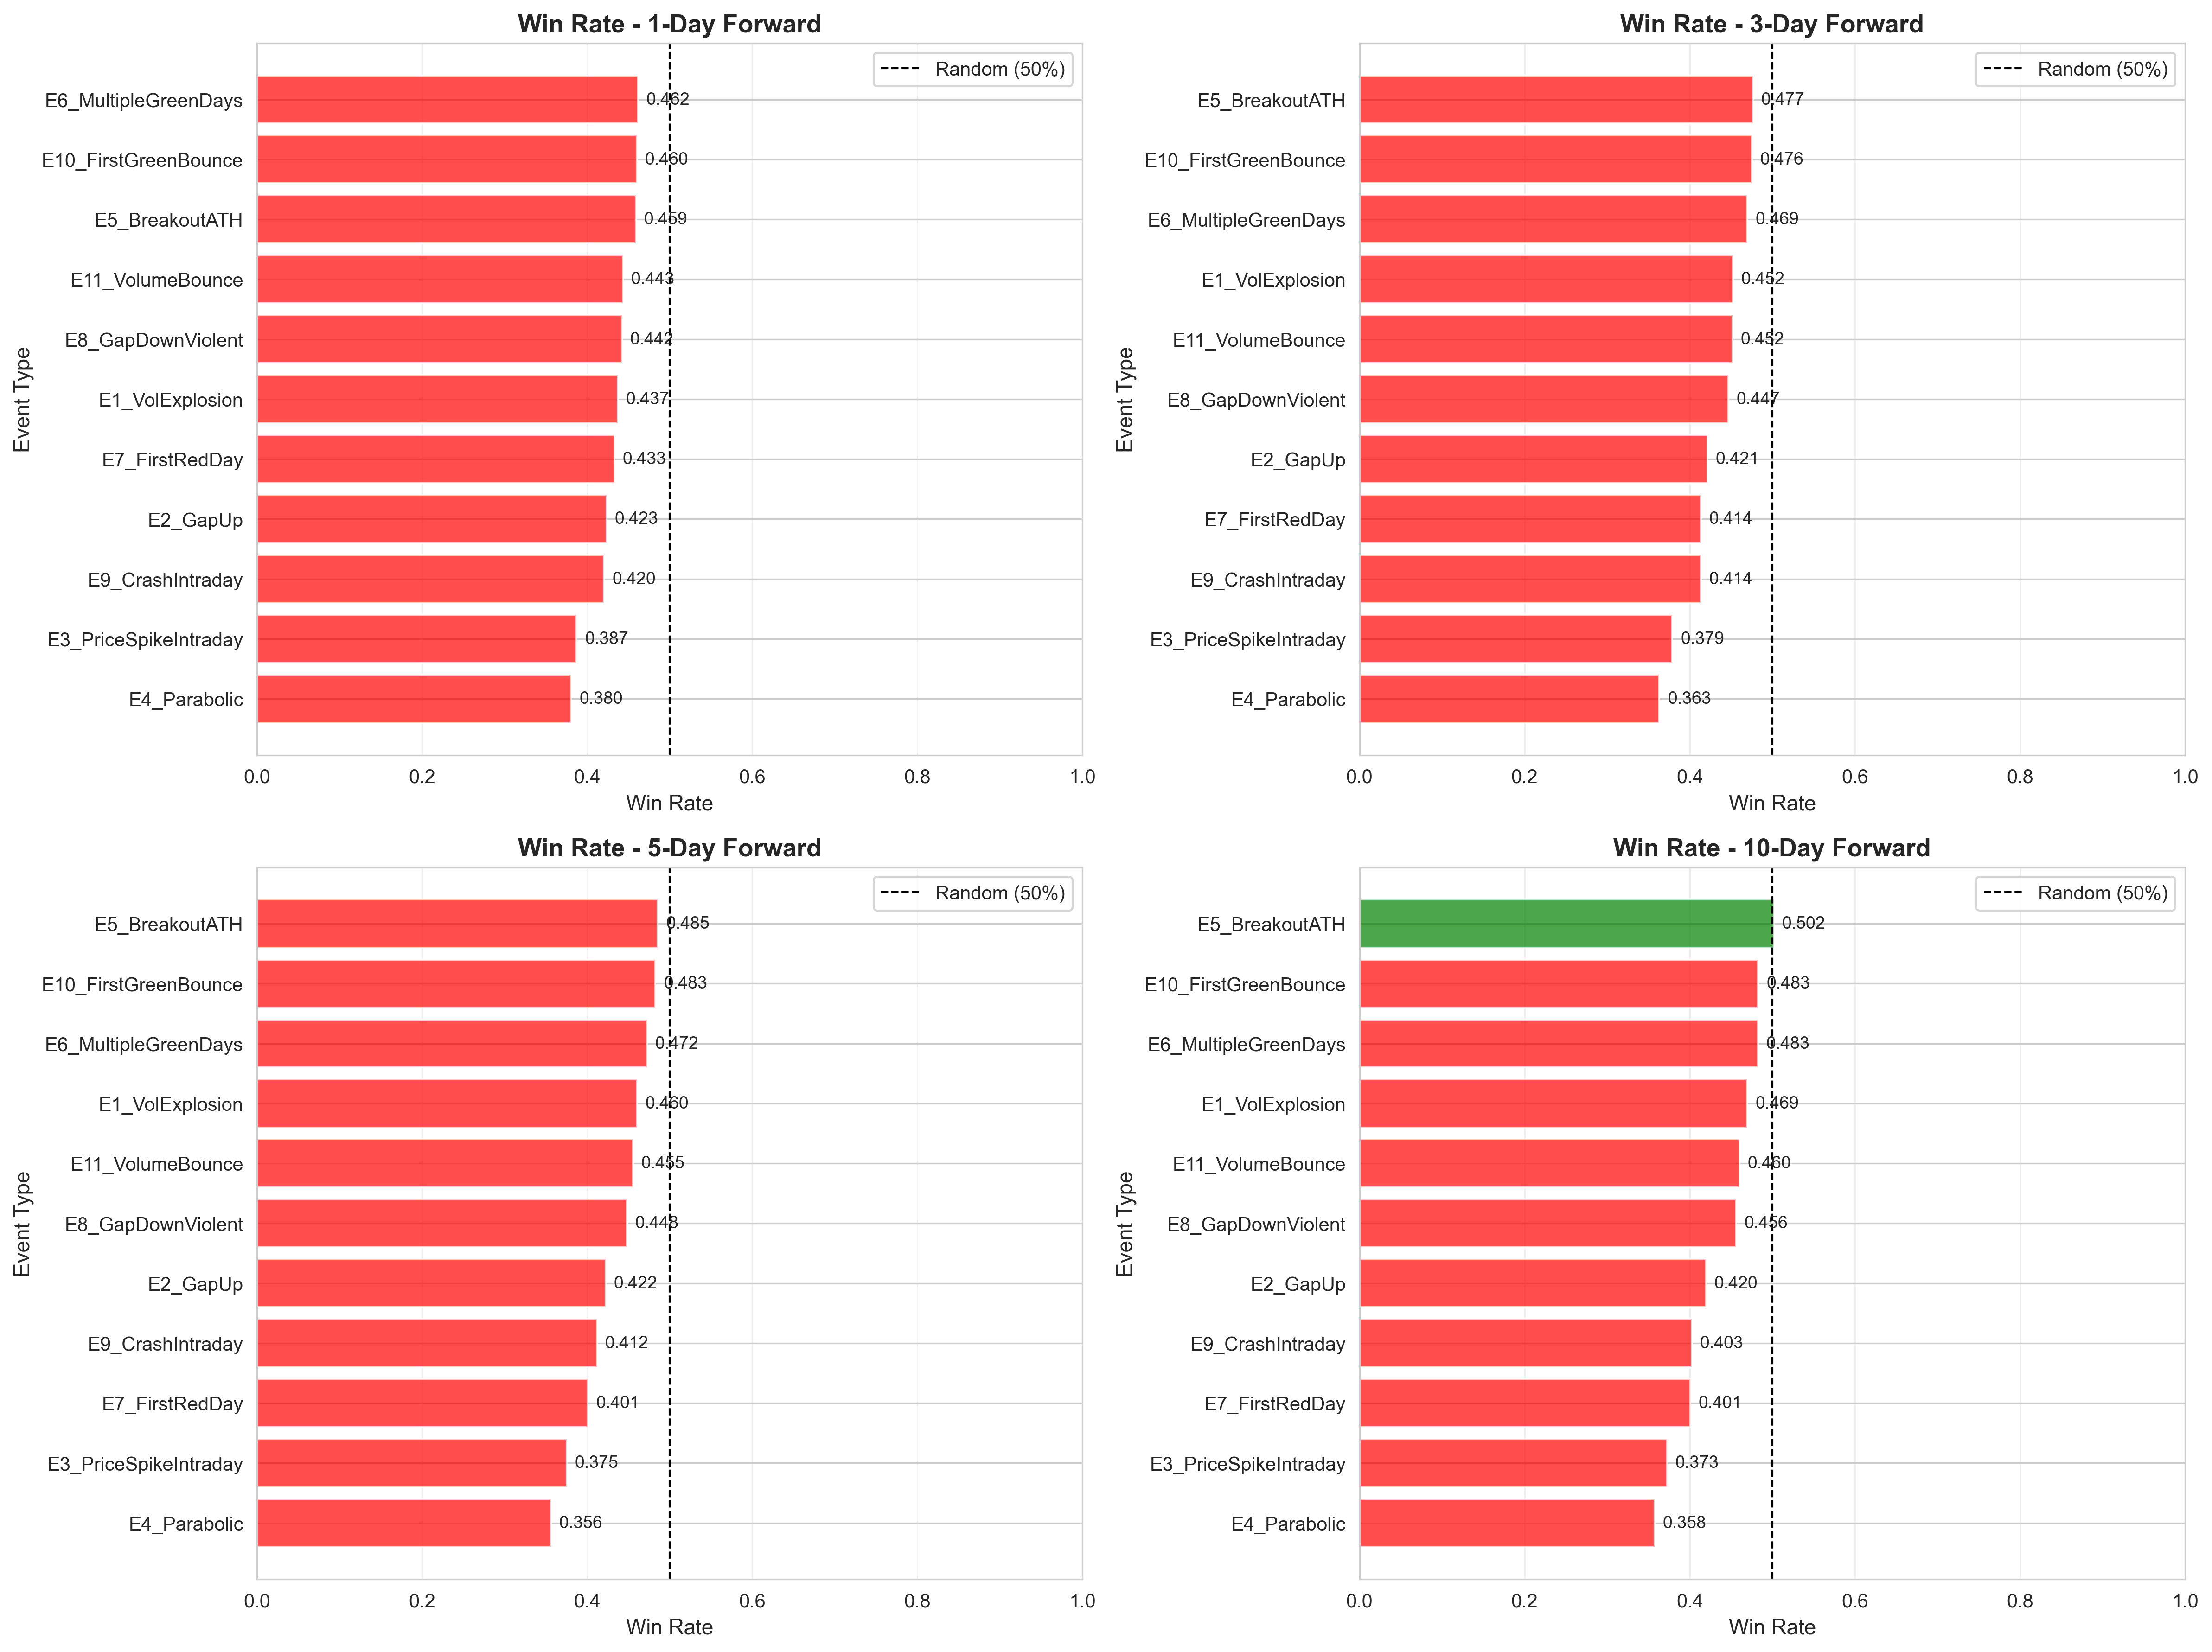 Win Rate - 1-Day Forward
Random (50%)
Event Type
E6_MultipleGreenDays 0.462
E10_FirstGreenBounce 0.460
E5_BreakoutATH 0.459
E11_VolumeBounce 0.443
E8_GapDownViolent 0.442
E1_VolExplosion 0.437
E7_FirstRedDay 0.433
E2_GapUp 0.423
E9_CrashIntraday 0.420
E3_PriceSpikeIntraday 0.387
E4_Parabolic 0.380
0.0 0.2 0.4 0.6 0.8 1.0
Win Rate
Win Rate - 3-Day Forward
Random (50%)
Event Type
E5_BreakoutATH 0.477
E10_FirstGreenBounce 0.476
E6_MultipleGreenDays 0.469
E1_VolExplosion 0.452
E11_VolumeBounce 0.452
E8_GapDownViolent 0.447
E2_GapUp 0.421
E7_FirstRedDay 0.414
E9_CrashIntraday 0.414
E3_PriceSpikeIntraday 0.379
E4_Parabolic 0.363
0.0 0.2 0.4 0.6 0.8 1.0
Win Rate
Win Rate - 5-Day Forward
Random (50%)
Event Type
E5_BreakoutATH 0.485
E10_FirstGreenBounce 0.483
E6_MultipleGreenDays 0.472
E1_VolExplosion 0.460
E11_VolumeBounce 0.455
E8_GapDownViolent 0.448
E2_GapUp 0.422
E9_CrashIntraday 0.412
E7_FirstRedDay 0.401
E3_PriceSpikeIntraday 0.375
E4_Parabolic 0.356
0.0 0.2 0.4 0.6 0.8 1.0
Win Rate
Win Rate - 10-Day Forward
Random (50%)
Event Type
E5_BreakoutATH 0.502
E10_FirstGreenBounce 0.483
E6_MultipleGreenDays 0.483
E1_VolExplosion 0.469
E11_VolumeBounce 0.460
E8_GapDownViolent 0.456
E2_GapUp 0.420
E9_CrashIntraday 0.403
E7_FirstRedDay 0.401
E3_PriceSpikeIntraday 0.373
E4_Parabolic 0.358
0.0 0.2 0.4 0.6 0.8 1.0
Win Rate